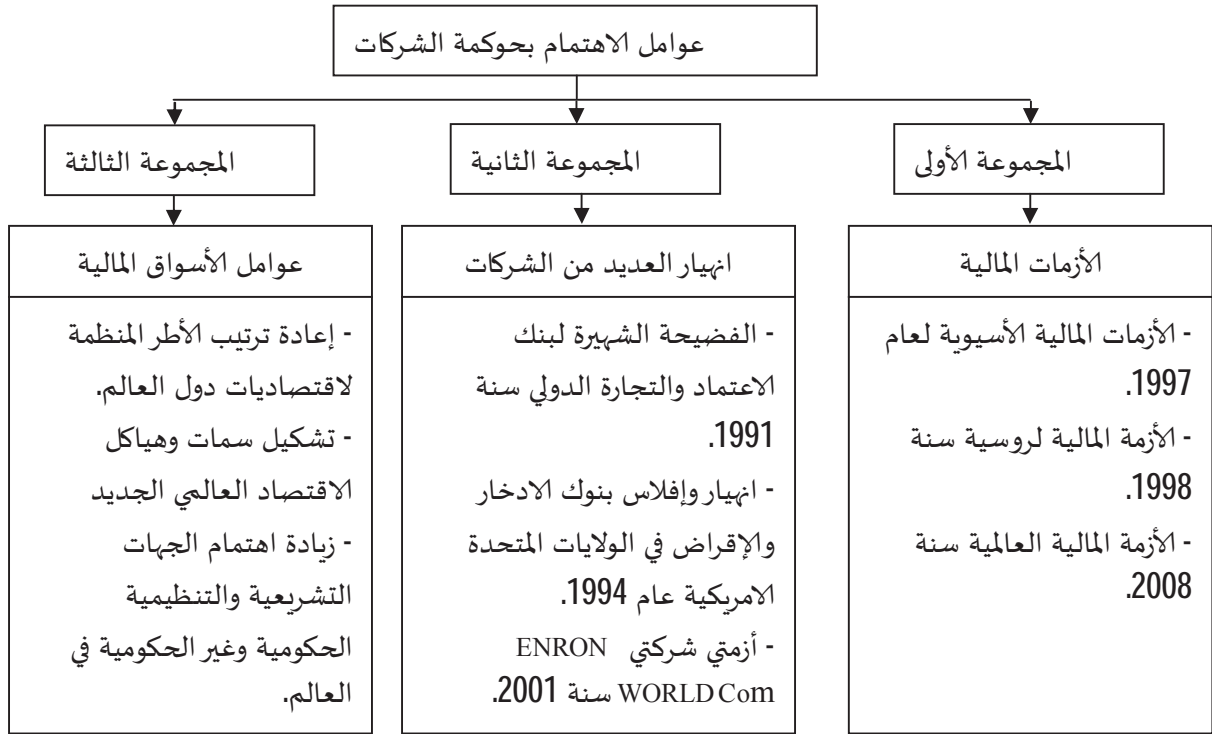 عوامل الاهتمام بحوكمة الشركات
المجموعة الأولى
المجموعة الثانية
المجموعة الثالثة
الأزمات المالية
- الأزمات المالية الأسيوية لعام
1997.
- الأزمة المالية لروسية سنة
1998.
- الأزمة المالية العالمية سنة
2008.
انهيار العديد من الشركات
- الفضيحة الشهيرة لبنك
الاعتماد والتجارة الدولي سنة
1991.
- انهيار وإفلاس بنوك الادخار
والإقراض في الولايات المتحدة
الامريكية عام 1994.
- أزمتي شركتي ENRON
WORLD Com سنة 2001.
عوامل الأسواق المالية
- إعادة ترتيب الأطر المنظمة
لاقتصاديات دول العالم.
- تشكيل سمات وهياكل
الاقتصاد العالمي الجديد
- زيادة اهتمام الجهات
التشريعية والتنظيمية
الحكومية وغير الحكومية في
العالم.